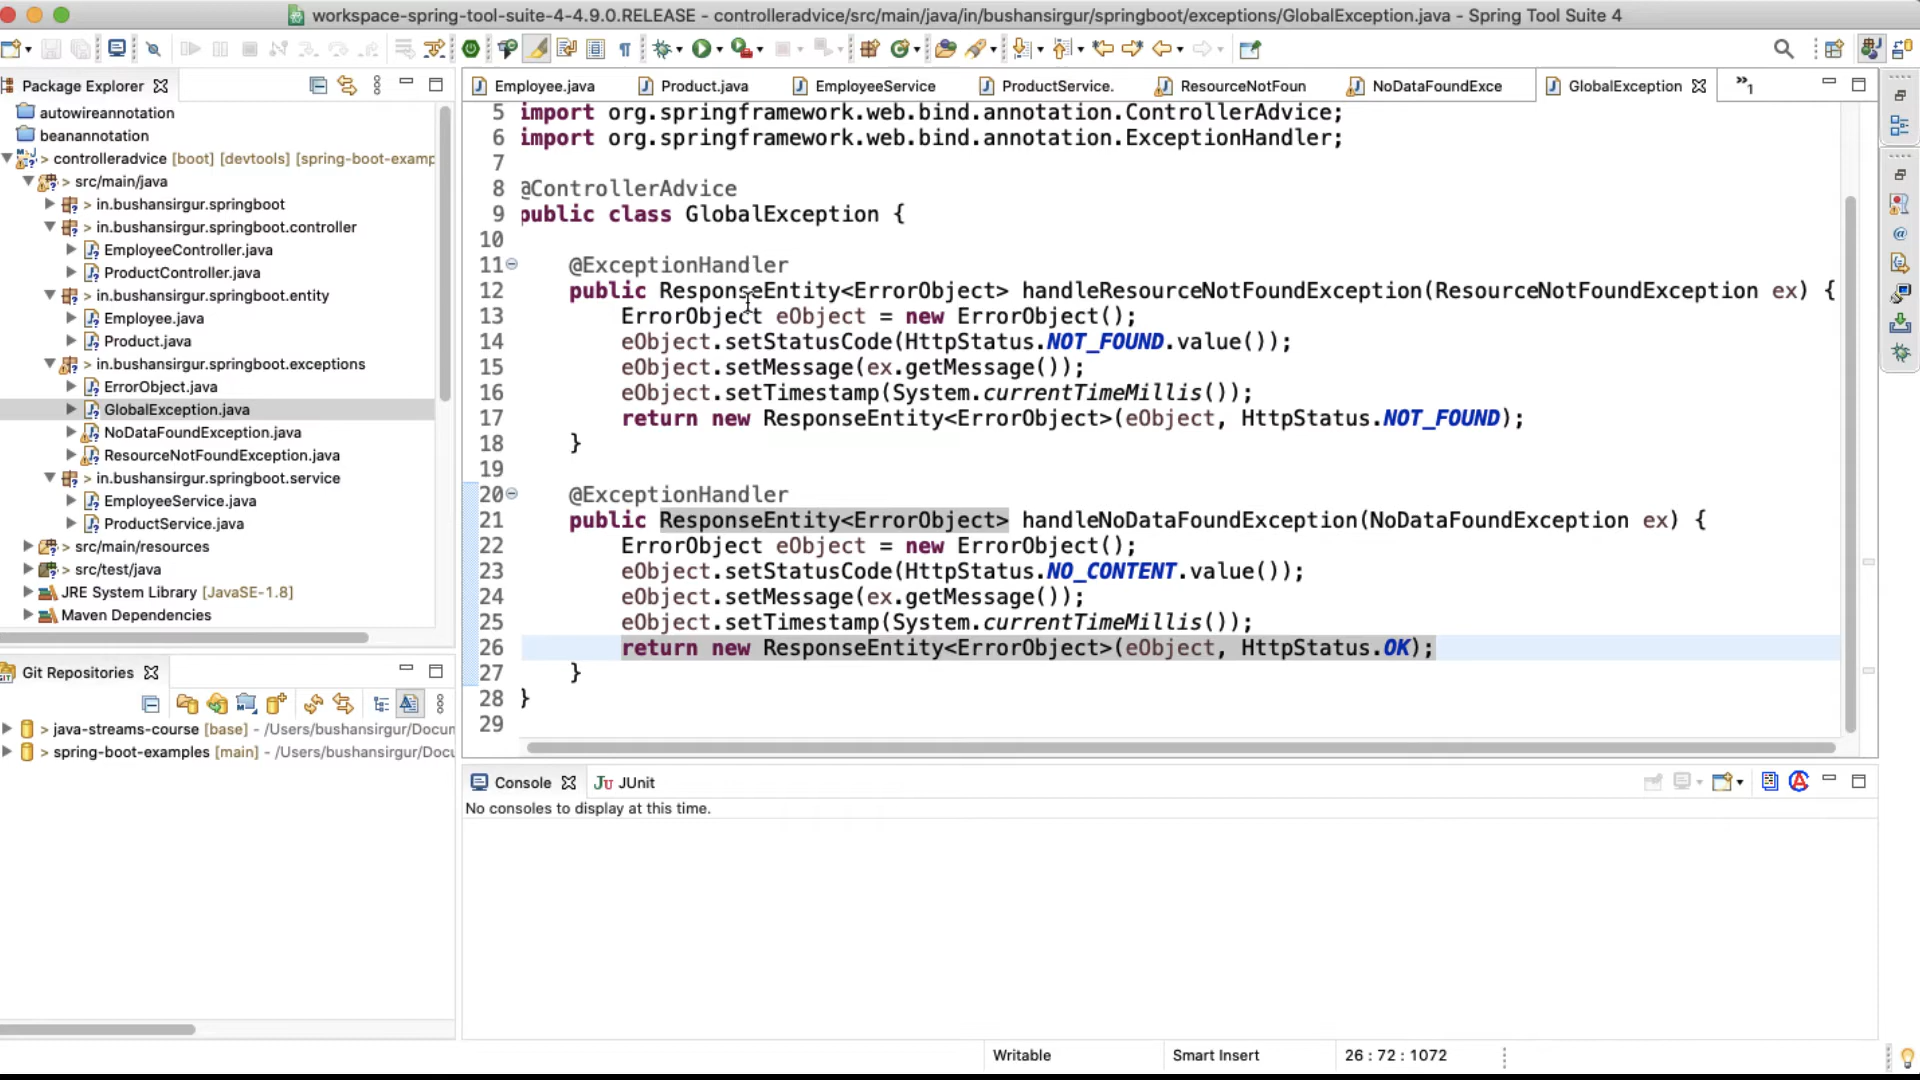 workspace-spring-tool-suite-4-4.9.0.RELEASE - controlleradvice/src/main/java/in/bushansirgur/springboot/exceptions/GlobalException.java - Spring Tool Suite 4
Package Explorer
autowireannotation
beanannotation
> controlleradvice [boot] [devtools] [spring-boot-examp
> src/main/java
> in.bushansirgur.springboot
> in.bushansirgur.springboot.controller
EmployeeController.java
ProductController.java
> in.bushansirgur.springboot.entity
Employee.java
Product.java
> in.bushansirgur.springboot.exceptions
ErrorObject.java
GlobalException.java
NoDataFoundException.java
ResourceNotFoundException.java
> in.bushansirgur.springboot.service
EmployeeService.java
ProductService.java
> src/main/resources
> src/test/java
JRE System Library [JavaSE-1.8]
Maven Dependencies
Git Repositories
> java-streams-course [base] - /Users/bushansirgur/Docun
> spring-boot-examples [main] - /Users/bushansirgur/Docu
Employee.java Product.java EmployeeService ProductService. ResourceNotFoun NoDataFoundExce GlobalException »1
5 import org.springframework.web.bind.annotation.ControllerAdvice;
6 import org.springframework.web.bind.annotation.ExceptionHandler;
7
8 @ControllerAdvice
9 public class GlobalException {
10
11 @ExceptionHandler
12 public ResponseEntity<ErrorObject> handleResourceNotFoundException(ResourceNotFoundException ex) {
13 ErrorObject eObject = new ErrorObject();
14 eObject.setStatusCode(HttpStatus.NOT_FOUND.value());
15 eObject.setMessage(ex.getMessage());
16 eObject.setTimestamp(System.currentTimeMillis());
17 return new ResponseEntity<ErrorObject>(eObject, HttpStatus.NOT_FOUND);
18 }
19
20 @ExceptionHandler
21 public ResponseEntity<ErrorObject> handleNoDataFoundException(NoDataFoundException ex) {
22 ErrorObject eObject = new ErrorObject();
23 eObject.setStatusCode(HttpStatus.NO_CONTENT.value());
24 eObject.setMessage(ex.getMessage());
25 eObject.setTimestamp(System.currentTimeMillis());
26 return new ResponseEntity<ErrorObject>(eObject, HttpStatus.OK);
27 }
28 }
29
Console JUnit
No consoles to display at this time.
Writable Smart Insert 26 : 72 : 1072